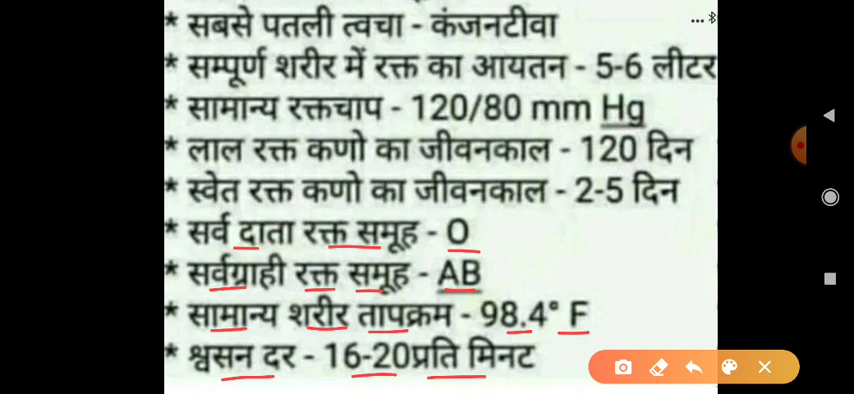 * सबसे पतली त्वचा - कंजनटीवा
* सम्पूर्ण शरीर में रक्त का आयतन - 5-6 लीटर
* सामान्य रक्तचाप - 120/80 mm Hg
* लाल रक्त कणो का जीवनकाल - 120 दिन
* स्वेत रक्त कणो का जीवनकाल - 2-5 दिन
* सर्व दाता रक्त समूह - O
* सर्वग्राही रक्त समूह - AB
* सामान्य शरीर तापक्रम - 98.4° F
* श्वसन दर - 16-20प्रति मिनट